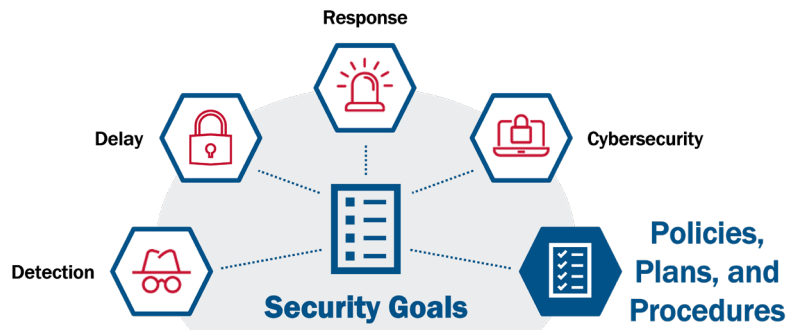 Response
Delay
Cybersecurity
Detection
Security Goals
Policies,
Plans, and
Procedures